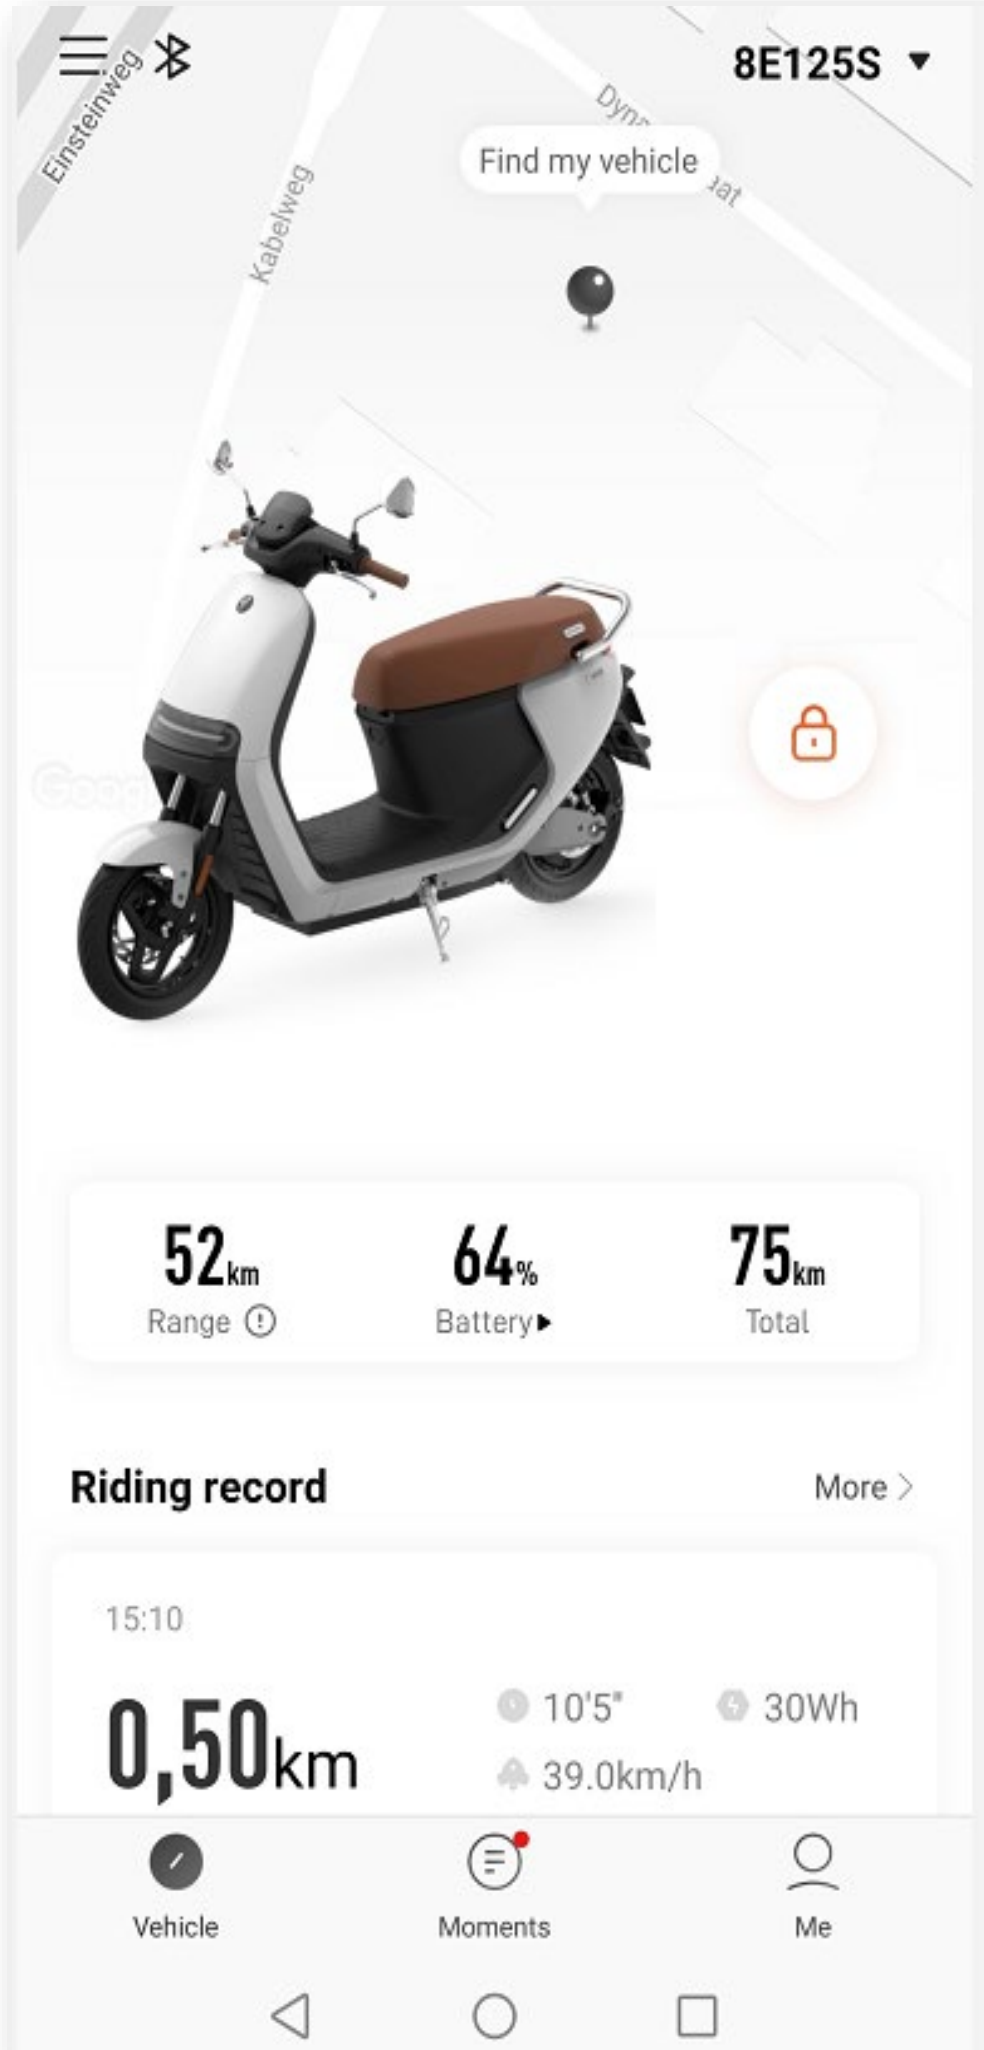 8E125S
Einsteinweg
Kabelweg
Find my vehicle
52km
64%
75km
Range
Battery
Total
Riding record
More
15:10
0,50km
10'5"
30Wh
39.0km/h
Vehicle
Moments
Me